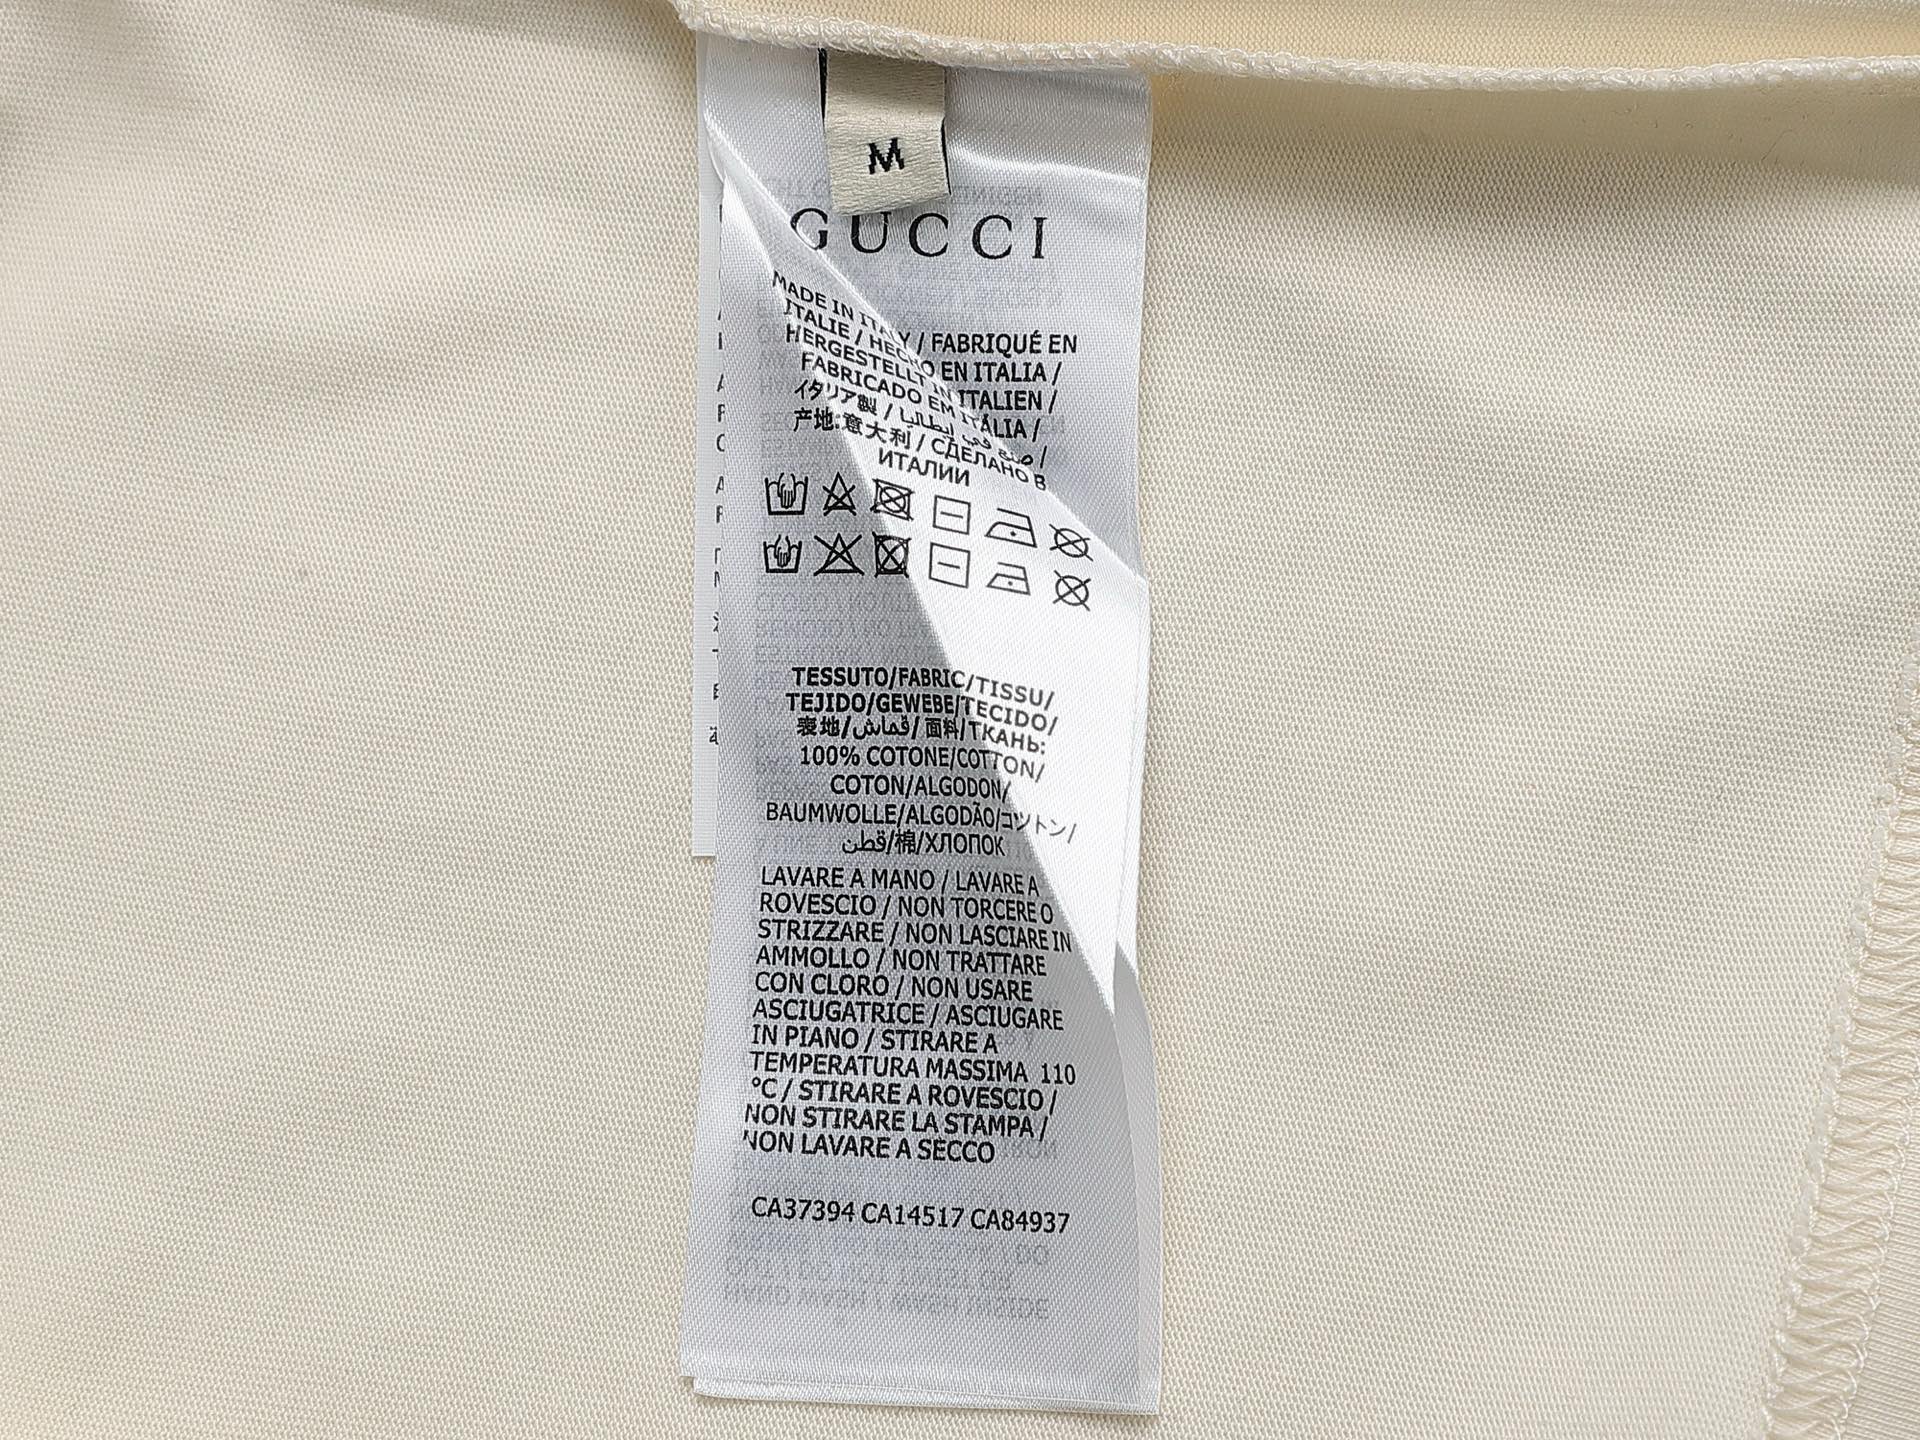 M
GUCCI
MADE IN ITALY / FABRIQUÉ EN
ITALIE / HECHO EN ITALIA /
HERGESTELLT IN ITALIEN /
FABRICADO EM ITÁLIA /
イタリア製 / صنع في إيطاليا /
产地:意大利 / СДЕЛАНО В
ИТАЛИИ
TESSUTO/FABRIC/TISSU/
TEJIDO/GEWEBE/TECIDO/
表地/قماش/面料/ТКАНЬ:
100% COTONE/COTTON/
COTON/ALGODON/
BAUMWOLLE/ALGODÃO/コットン/
قطن/棉/ХЛОПОК
LAVARE A MANO / LAVARE A
ROVESCIO / NON TORCERE O
STRIZZARE / NON LASCIARE IN
AMMOLLO / NON TRATTARE
CON CLORO / NON USARE
ASCIUGATRICE / ASCIUGARE
IN PIANO / STIRARE A
TEMPERATURA MASSIMA 110
°C / STIRARE A ROVESCIO /
NON STIRARE LA STAMPA /
NON LAVARE A SECCO
CA37394 CA14517 CA84937